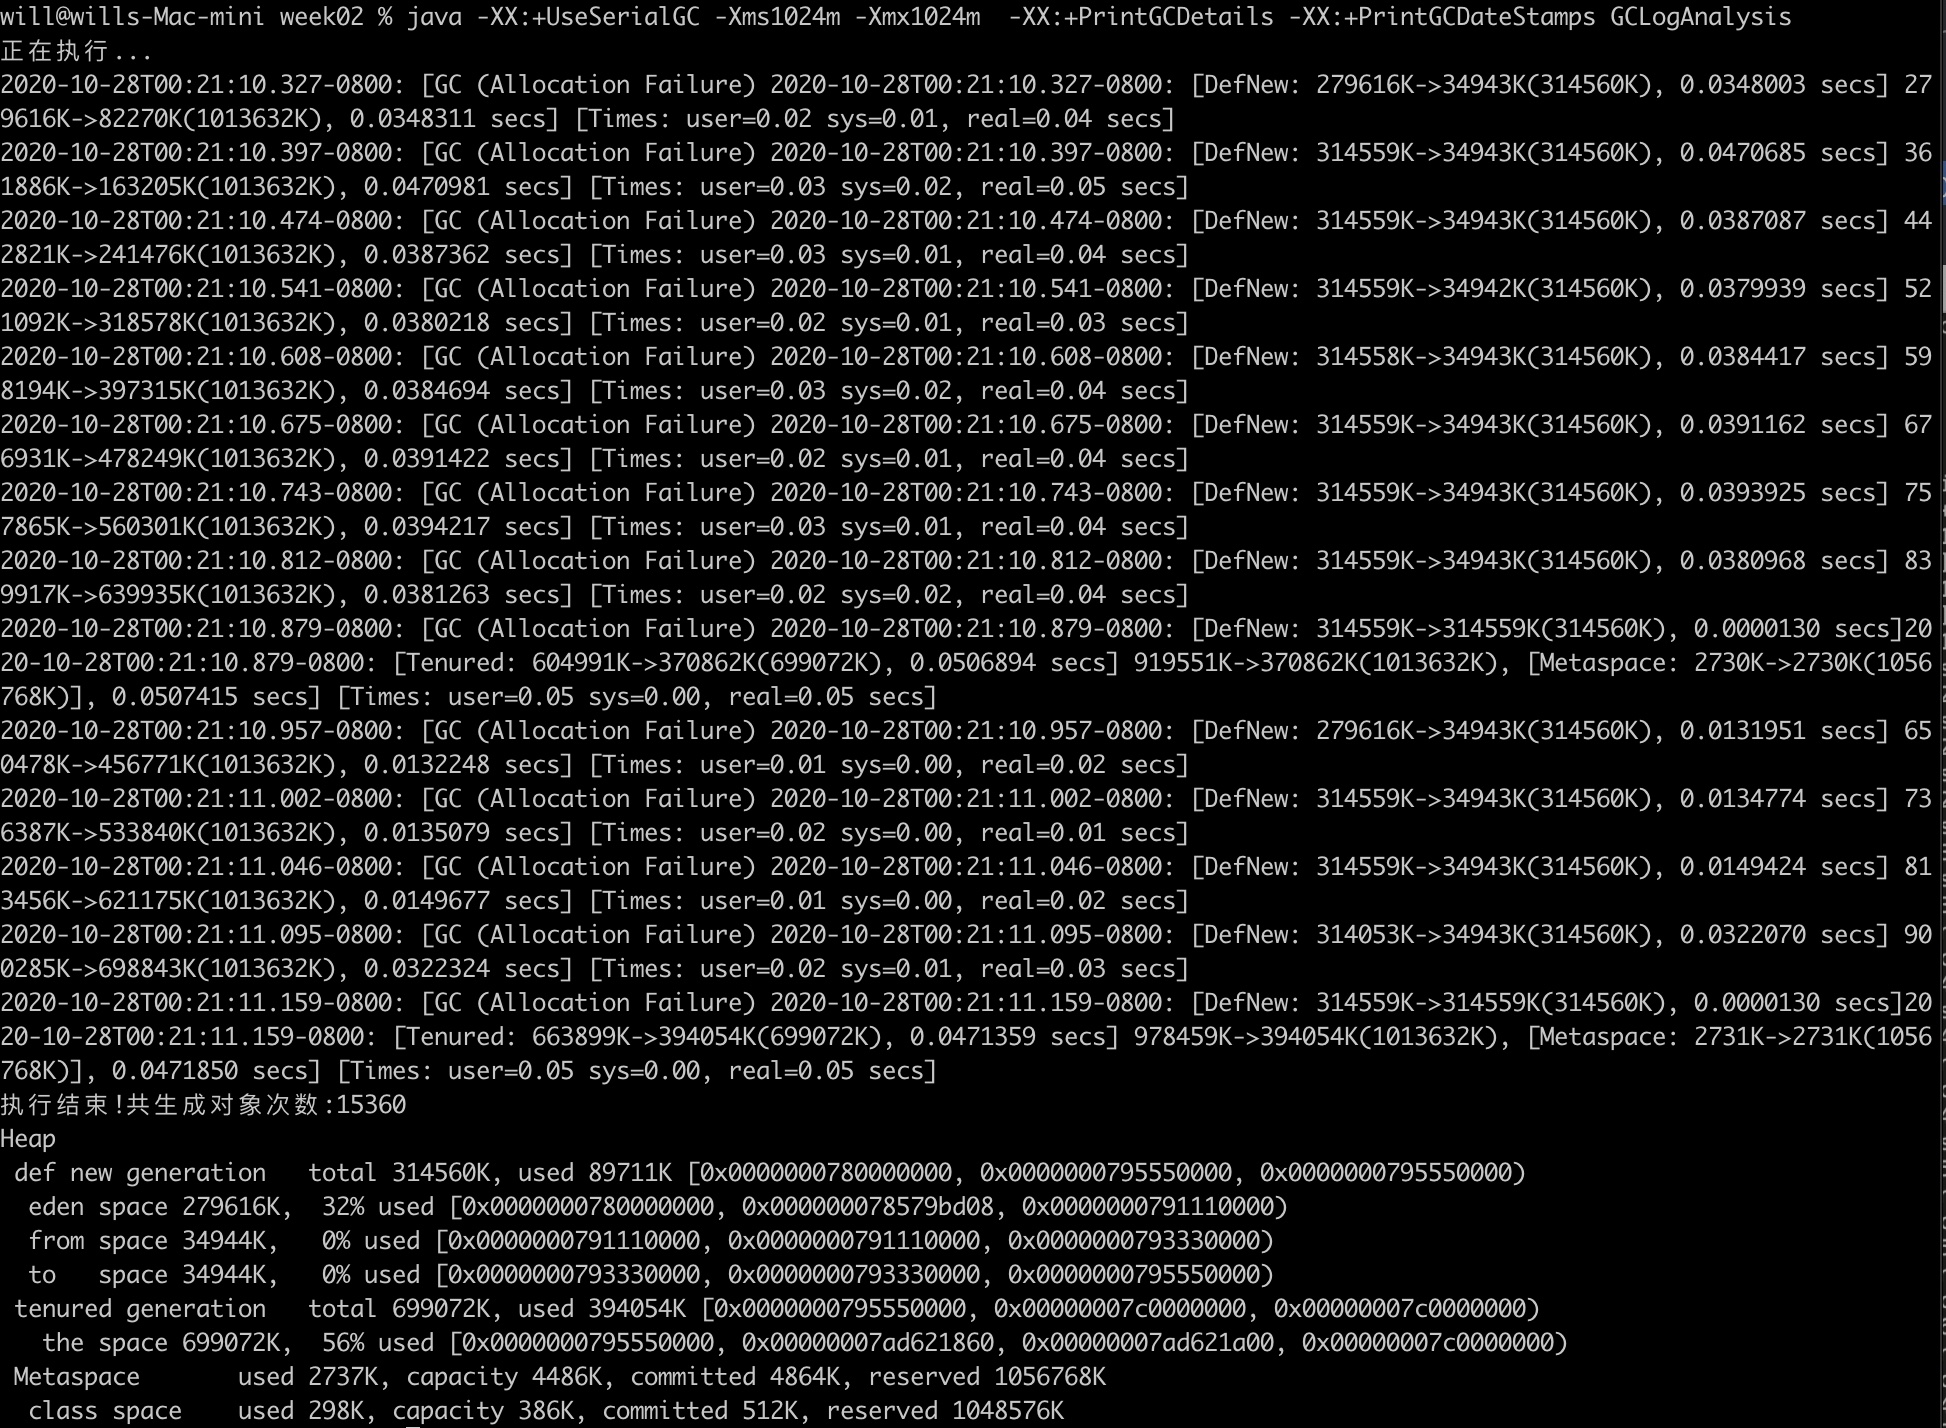 will@wills-Mac-mini week02 % java -XX:+UseSerialGC -Xms1024m -Xmx1024m  -XX:+PrintGCDetails -XX:+PrintGCDateStamps GCLogAnalysis
正在执行...
2020-10-28T00:21:10.327-0800: [GC (Allocation Failure) 2020-10-28T00:21:10.327-0800: [DefNew: 279616K->34943K(314560K), 0.0348003 secs] 27
9616K->82270K(1013632K), 0.0348311 secs] [Times: user=0.02 sys=0.01, real=0.04 secs]
2020-10-28T00:21:10.397-0800: [GC (Allocation Failure) 2020-10-28T00:21:10.397-0800: [DefNew: 314559K->34943K(314560K), 0.0470685 secs] 36
1886K->163205K(1013632K), 0.0470981 secs] [Times: user=0.03 sys=0.02, real=0.05 secs]
2020-10-28T00:21:10.474-0800: [GC (Allocation Failure) 2020-10-28T00:21:10.474-0800: [DefNew: 314559K->34943K(314560K), 0.0387087 secs] 44
2821K->241476K(1013632K), 0.0387362 secs] [Times: user=0.03 sys=0.01, real=0.04 secs]
2020-10-28T00:21:10.541-0800: [GC (Allocation Failure) 2020-10-28T00:21:10.541-0800: [DefNew: 314559K->34942K(314560K), 0.0379939 secs] 52
1092K->318578K(1013632K), 0.0380218 secs] [Times: user=0.02 sys=0.01, real=0.03 secs]
2020-10-28T00:21:10.608-0800: [GC (Allocation Failure) 2020-10-28T00:21:10.608-0800: [DefNew: 314558K->34943K(314560K), 0.0384417 secs] 59
8194K->397315K(1013632K), 0.0384694 secs] [Times: user=0.03 sys=0.02, real=0.04 secs]
2020-10-28T00:21:10.675-0800: [GC (Allocation Failure) 2020-10-28T00:21:10.675-0800: [DefNew: 314559K->34943K(314560K), 0.0391162 secs] 67
6931K->478249K(1013632K), 0.0391422 secs] [Times: user=0.02 sys=0.01, real=0.04 secs]
2020-10-28T00:21:10.743-0800: [GC (Allocation Failure) 2020-10-28T00:21:10.743-0800: [DefNew: 314559K->34943K(314560K), 0.0393925 secs] 75
7865K->560301K(1013632K), 0.0394217 secs] [Times: user=0.03 sys=0.01, real=0.04 secs]
2020-10-28T00:21:10.812-0800: [GC (Allocation Failure) 2020-10-28T00:21:10.812-0800: [DefNew: 314559K->34943K(314560K), 0.0380968 secs] 83
9917K->639935K(1013632K), 0.0381263 secs] [Times: user=0.02 sys=0.02, real=0.04 secs]
2020-10-28T00:21:10.879-0800: [GC (Allocation Failure) 2020-10-28T00:21:10.879-0800: [DefNew: 314559K->314559K(314560K), 0.0000130 secs]20
20-10-28T00:21:10.879-0800: [Tenured: 604991K->370862K(699072K), 0.0506894 secs] 919551K->370862K(1013632K), [Metaspace: 2730K->2730K(1056
768K)], 0.0507415 secs] [Times: user=0.05 sys=0.00, real=0.05 secs]
2020-10-28T00:21:10.957-0800: [GC (Allocation Failure) 2020-10-28T00:21:10.957-0800: [DefNew: 279616K->34943K(314560K), 0.0131951 secs] 65
0478K->456771K(1013632K), 0.0132248 secs] [Times: user=0.01 sys=0.00, real=0.02 secs]
2020-10-28T00:21:11.002-0800: [GC (Allocation Failure) 2020-10-28T00:21:11.002-0800: [DefNew: 314559K->34943K(314560K), 0.0134774 secs] 73
6387K->533840K(1013632K), 0.0135079 secs] [Times: user=0.02 sys=0.00, real=0.01 secs]
2020-10-28T00:21:11.046-0800: [GC (Allocation Failure) 2020-10-28T00:21:11.046-0800: [DefNew: 314559K->34943K(314560K), 0.0149424 secs] 81
3456K->621175K(1013632K), 0.0149677 secs] [Times: user=0.01 sys=0.00, real=0.02 secs]
2020-10-28T00:21:11.095-0800: [GC (Allocation Failure) 2020-10-28T00:21:11.095-0800: [DefNew: 314053K->34943K(314560K), 0.0322070 secs] 90
0285K->698843K(1013632K), 0.0322324 secs] [Times: user=0.02 sys=0.01, real=0.03 secs]
2020-10-28T00:21:11.159-0800: [GC (Allocation Failure) 2020-10-28T00:21:11.159-0800: [DefNew: 314559K->314559K(314560K), 0.0000130 secs]20
20-10-28T00:21:11.159-0800: [Tenured: 663899K->394054K(699072K), 0.0471359 secs] 978459K->394054K(1013632K), [Metaspace: 2731K->2731K(1056
768K)], 0.0471850 secs] [Times: user=0.05 sys=0.00, real=0.05 secs]
执行结束!共生成对象次数:15360
Heap
 def new generation   total 314560K, used 89711K [0x0000000780000000, 0x0000000795550000, 0x0000000795550000)
  eden space 279616K,  32% used [0x0000000780000000, 0x000000078579bd08, 0x0000000791110000)
  from space 34944K,   0% used [0x0000000791110000, 0x0000000791110000, 0x0000000793330000)
  to   space 34944K,   0% used [0x0000000793330000, 0x0000000793330000, 0x0000000795550000)
 tenured generation   total 699072K, used 394054K [0x0000000795550000, 0x00000007c0000000, 0x00000007c0000000)
   the space 699072K,  56% used [0x0000000795550000, 0x00000007ad621860, 0x00000007ad621a00, 0x00000007c0000000)
 Metaspace       used 2737K, capacity 4486K, committed 4864K, reserved 1056768K
  class space    used 298K, capacity 386K, committed 512K, reserved 1048576K